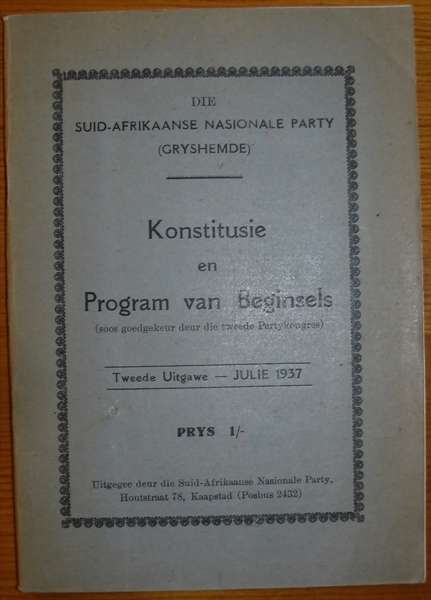 DIE
SUID-AFRIKAANSE NASIONALE PARTY
(GRYSHEMDE)
Konstitusie
en
Program van Beginsels
(soos goedgekeur deur die tweede Partykongres)
Tweede Uitgawe — JULIE 1937
PRYS 1/-
Uitgegee deur die Suid-Afrikaanse Nasionale Party,
Houtstraat 78, Kaapstad (Posbus 2432)